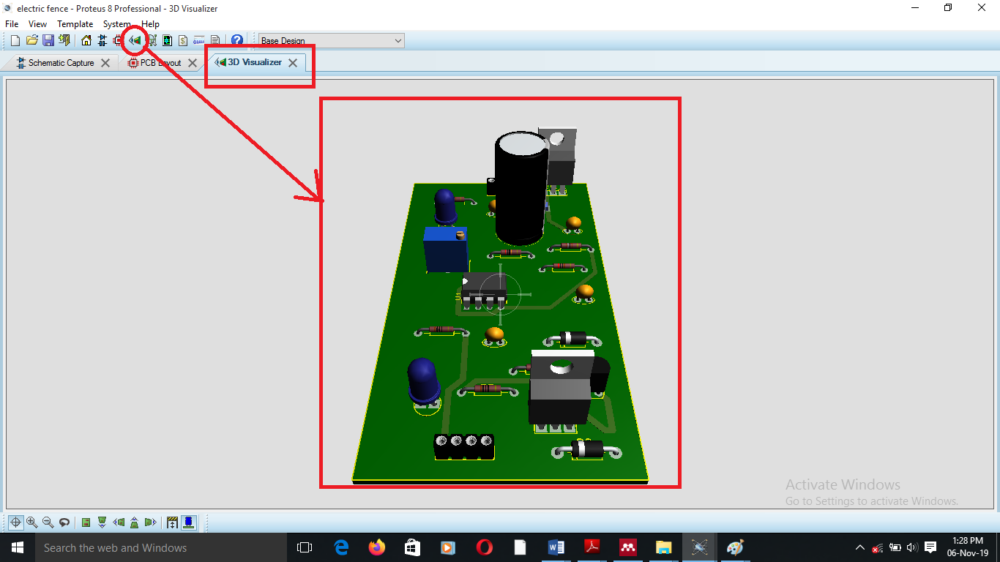 electric fence - Proteus 8 Professional - 3D Visualizer
File View Template System Help
Base Design
Schematic Capture PCB Layout 3D Visualizer
U1
Activate Windows
Go to Settings to activate Windows.
Search the web and Windows
1:28 PM
06-Nov-19